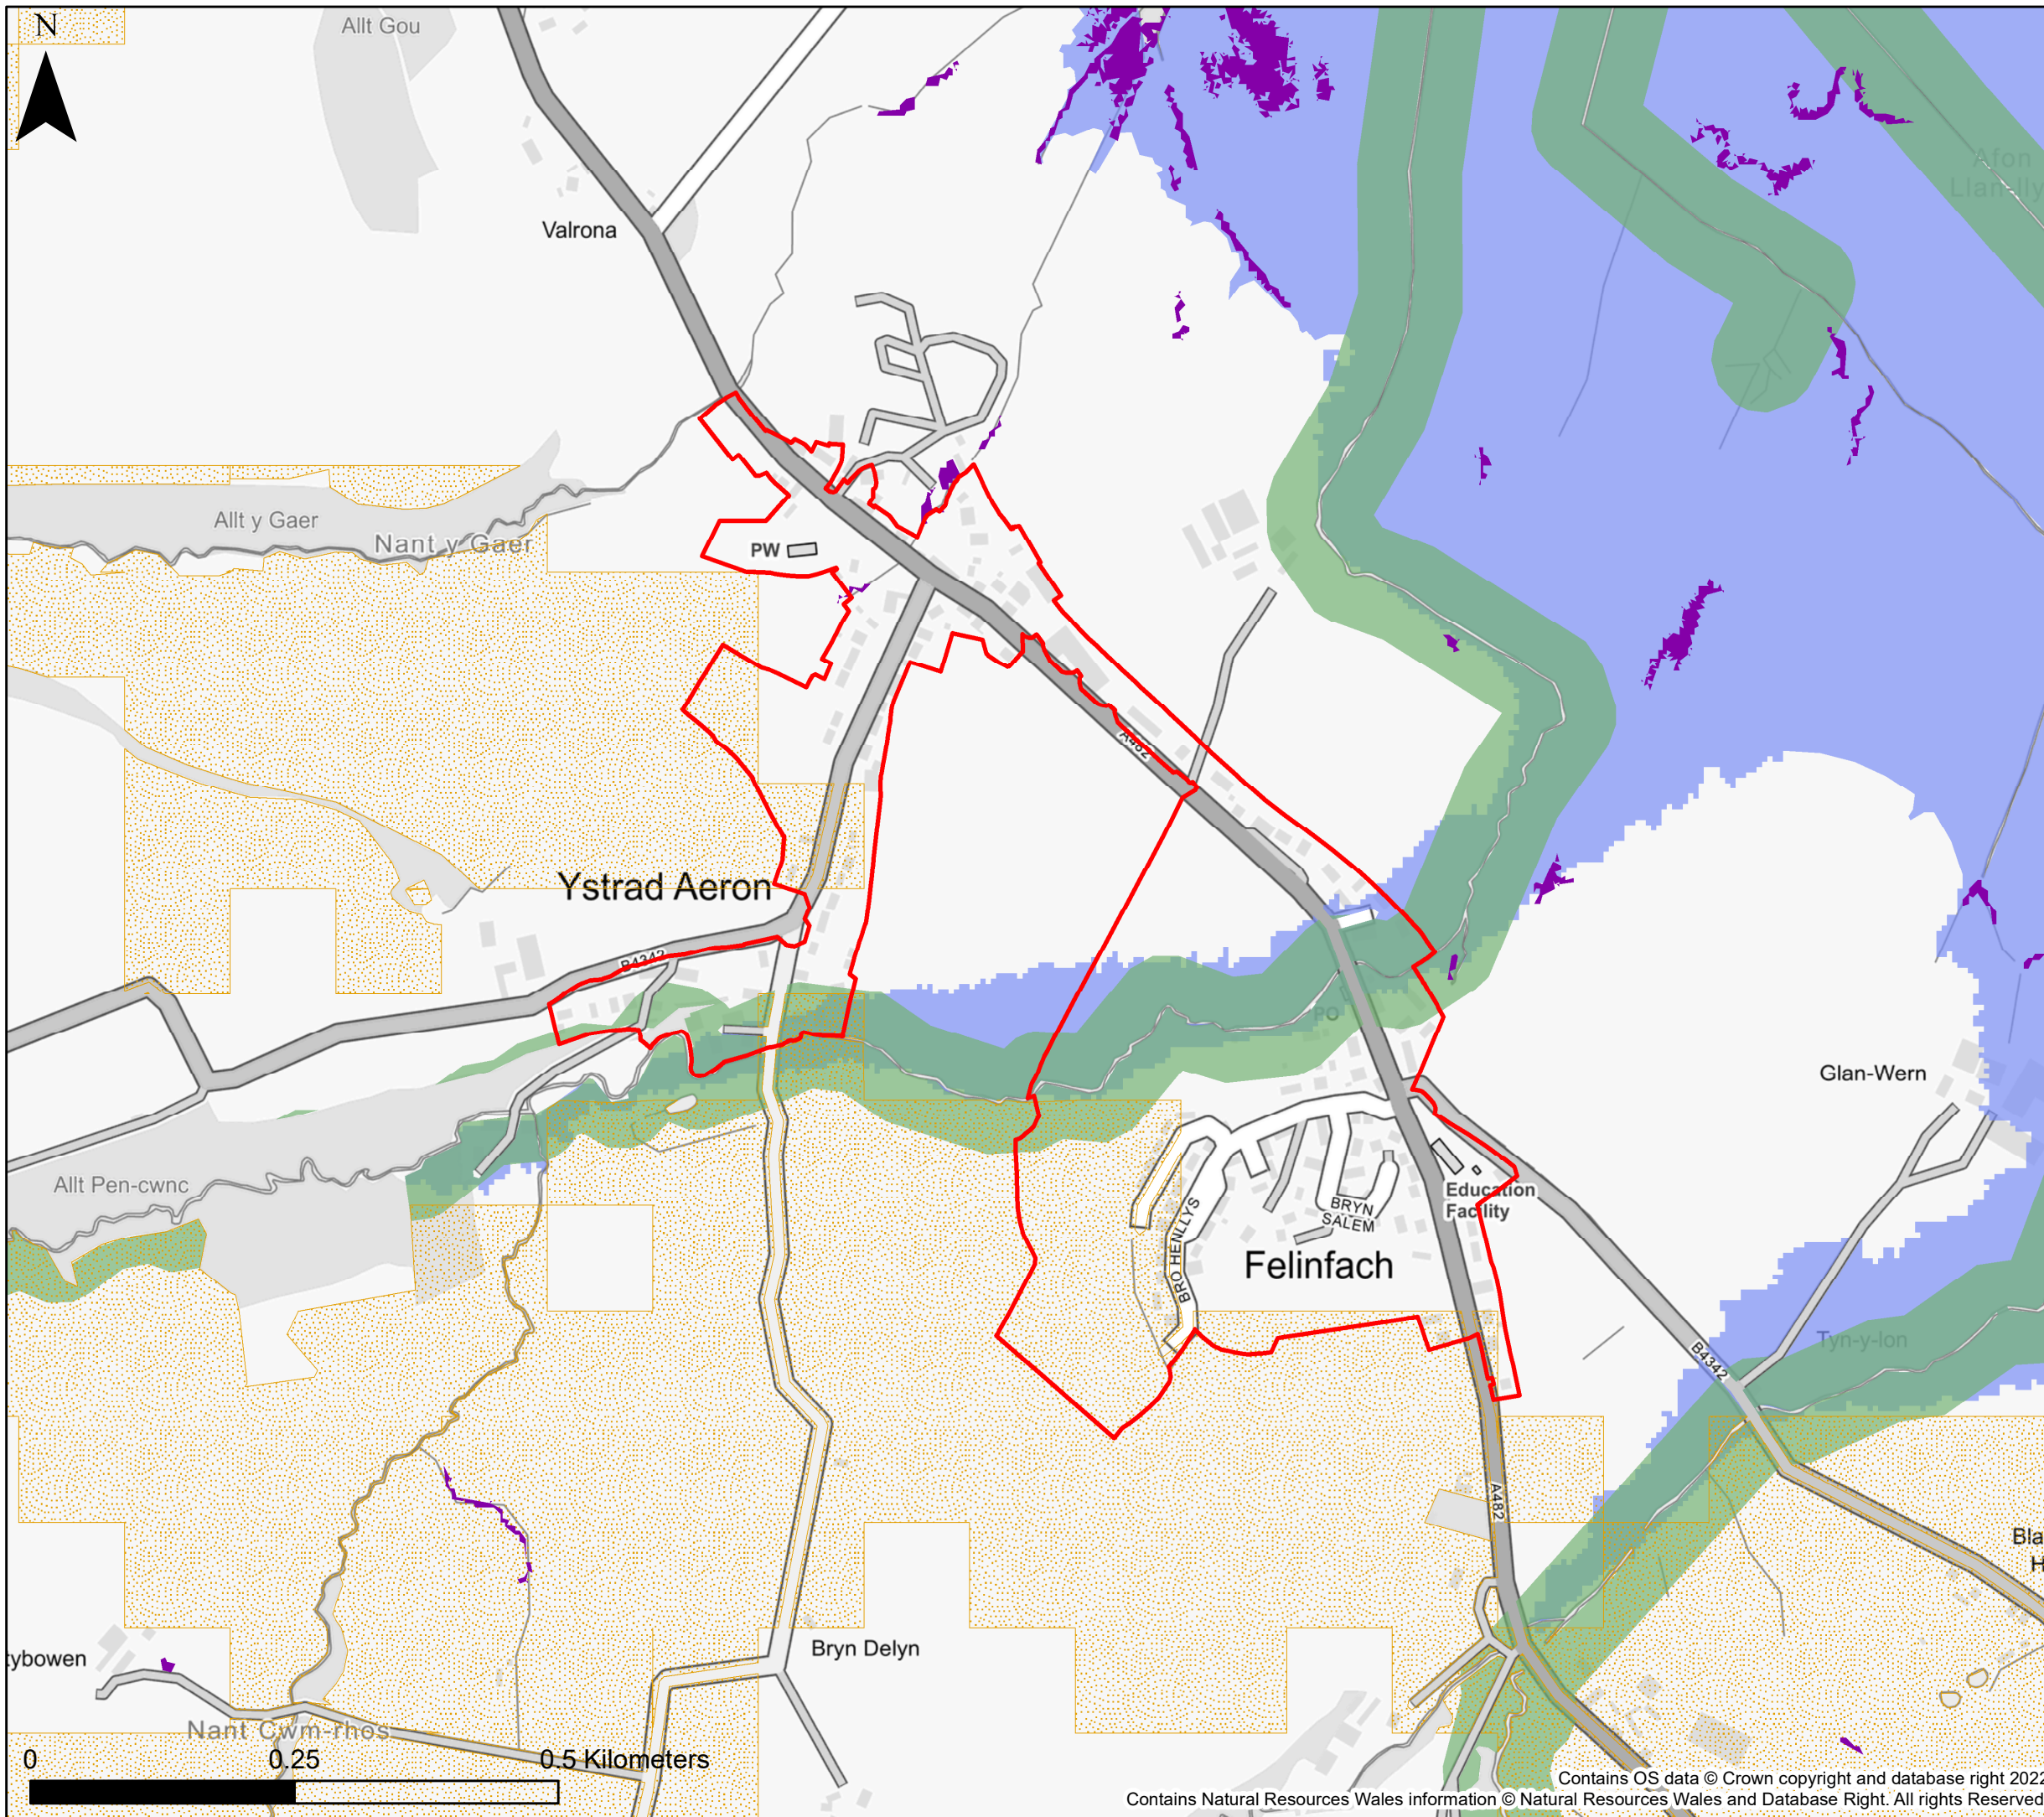 N
Allt Gou
Afon
Llan-lly
Valrona
Allt y Gaer
Nant y Gaer
PW
A482
Ystrad Aeron
B4342
PO
Glan-Wern
Allt Pen-cwnc
Education
Facility
BRYN
SALEM
BRO HENLLYS
Felinfach
Tyn-y-lon
B4342
A482
Bla
H
tybowen
Bryn Delyn
Nant Cwm-rhos
0 0.25 0.5 Kilometers
Contains OS data © Crown copyright and database right 2022
Contains Natural Resources Wales information © Natural Resources Wales and Database Right. All rights Reserved